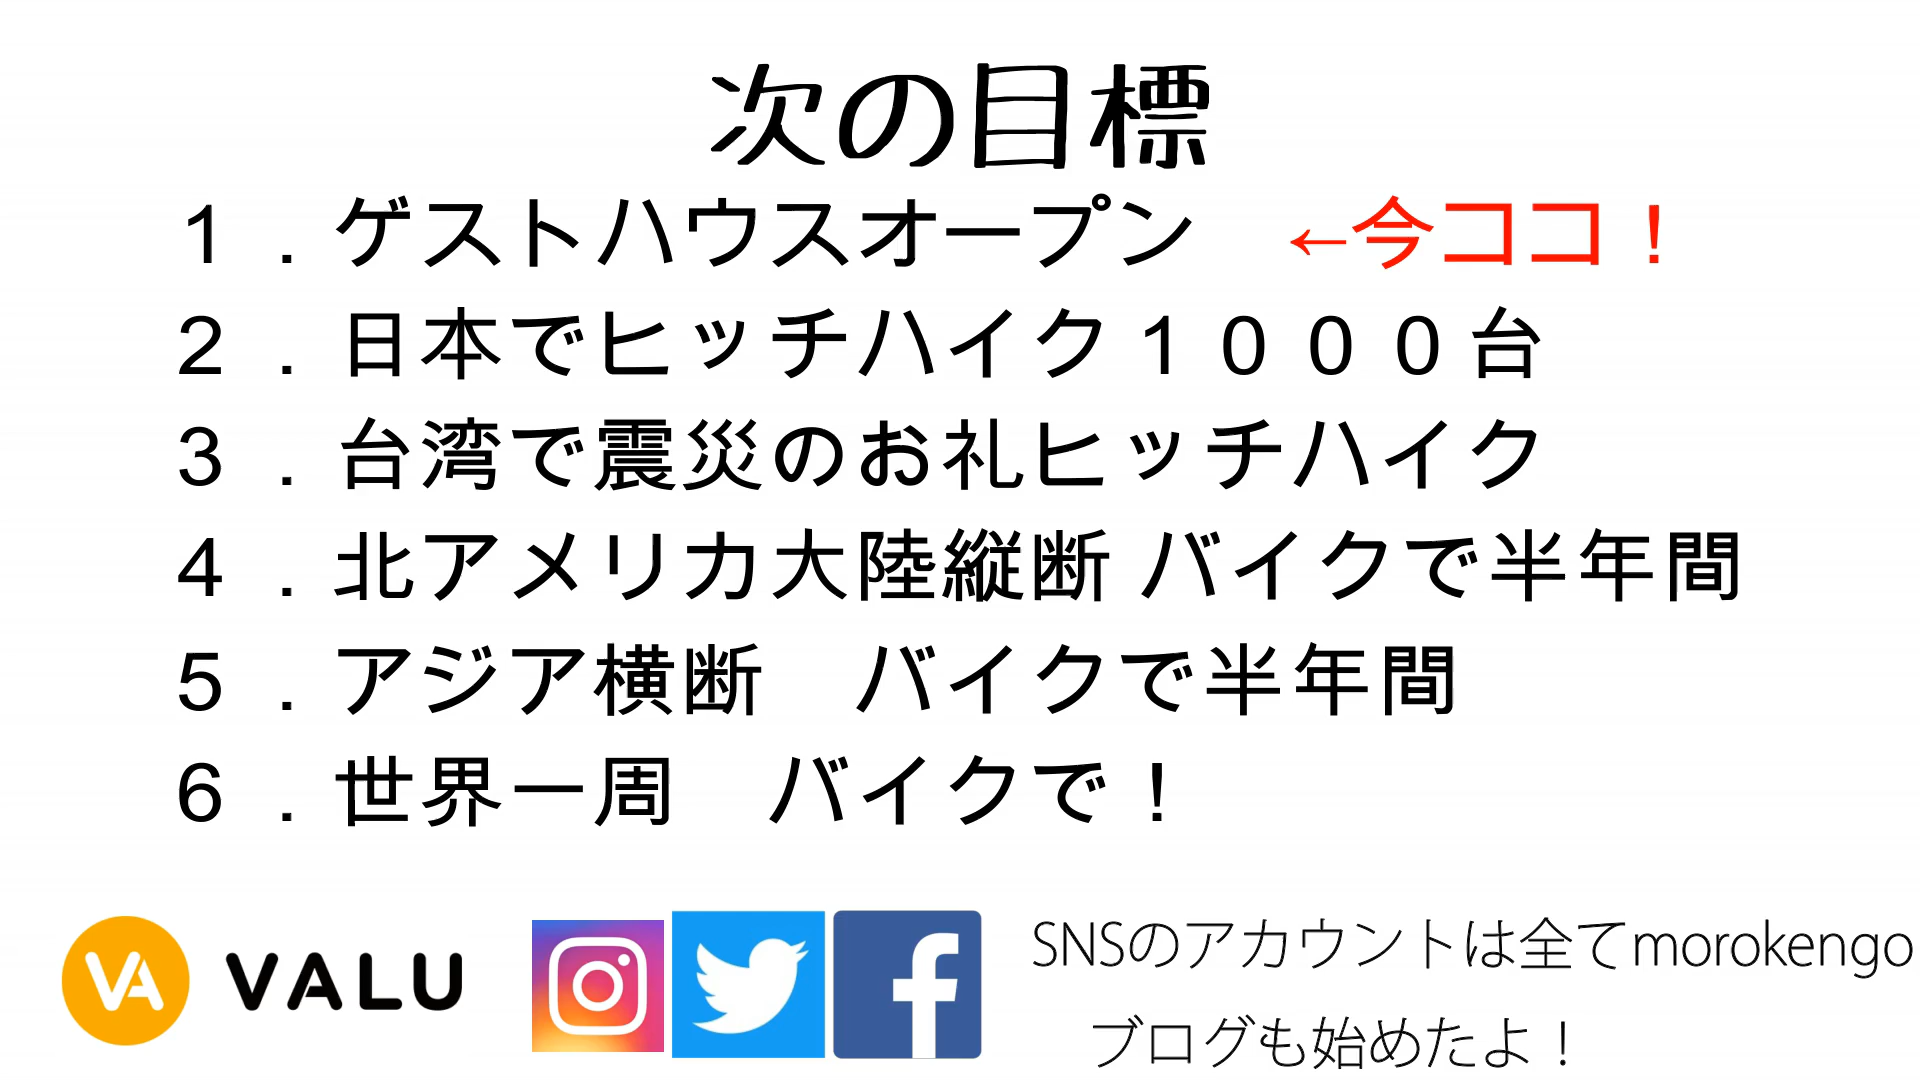 次の目標
１．ゲストハウスオープン　←今ココ！
２．日本でヒッチハイク１０００台
３．台湾で震災のお礼ヒッチハイク
４．北アメリカ大陸縦断 バイクで半年間
５．アジア横断　バイクで半年間
６．世界一周　バイクで！
VA VALU
SNSのアカウントは全てmorokengo
ブログも始めたよ！